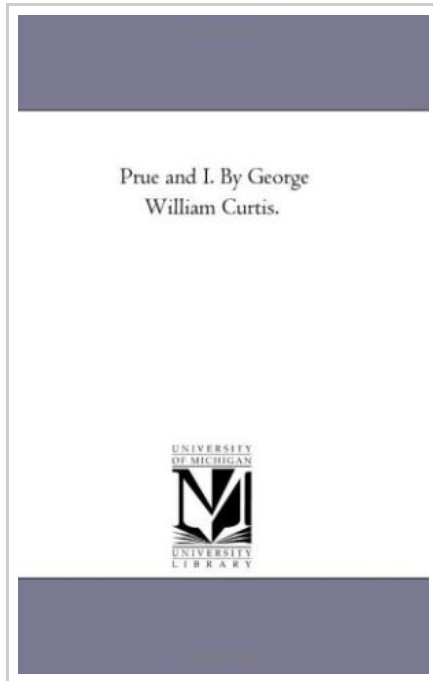 Prue and I. By George
William Curtis.
UNIVERSITY
OF MICHIGAN
UNIVERSITY
LIBRARY